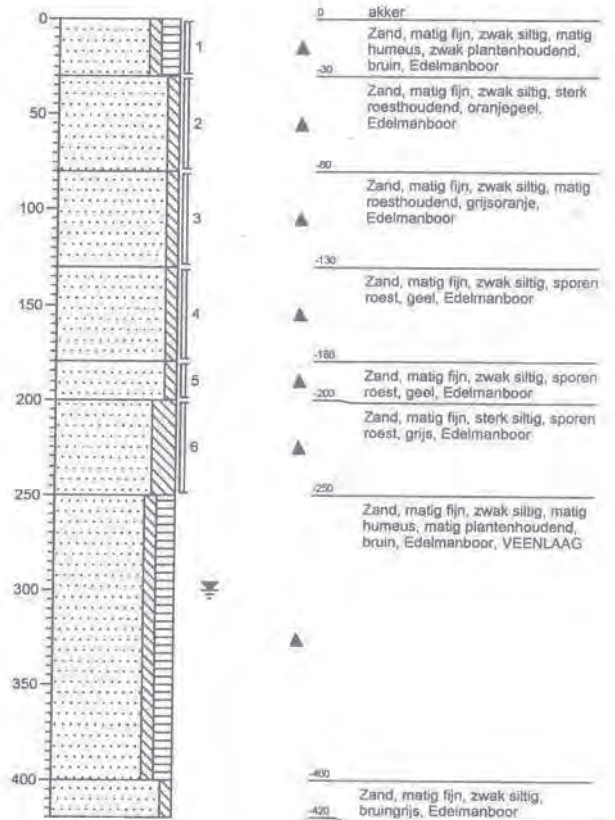 0
50
100
150
200
250
300
350
400
1
2
3
4
5
6
0 akker
Zand, matig fijn, zwak siltig, matig
humeus, zwak plantenhoudend,
bruin, Edelmanboor
-30
Zand, matig fijn, zwak siltig, sterk
roesthoudend, oranjegeel,
Edelmanboor
-80
Zand, matig fijn, zwak siltig, matig
roesthoudend, grijsoranje,
Edelmanboor
-130
Zand, matig fijn, zwak siltig, sporen
roest, geel, Edelmanboor
-180
Zand, matig fijn, zwak siltig, sporen
roest, geel, Edelmanboor
-200
Zand, matig fijn, sterk siltig, sporen
roest, grijs, Edelmanboor
-250
Zand, matig fijn, zwak siltig, matig
humeus, matig plantenhoudend,
bruin, Edelmanboor, VEENLAAG
-400
Zand, matig fijn, zwak siltig,
bruingrijs, Edelmanboor
-420